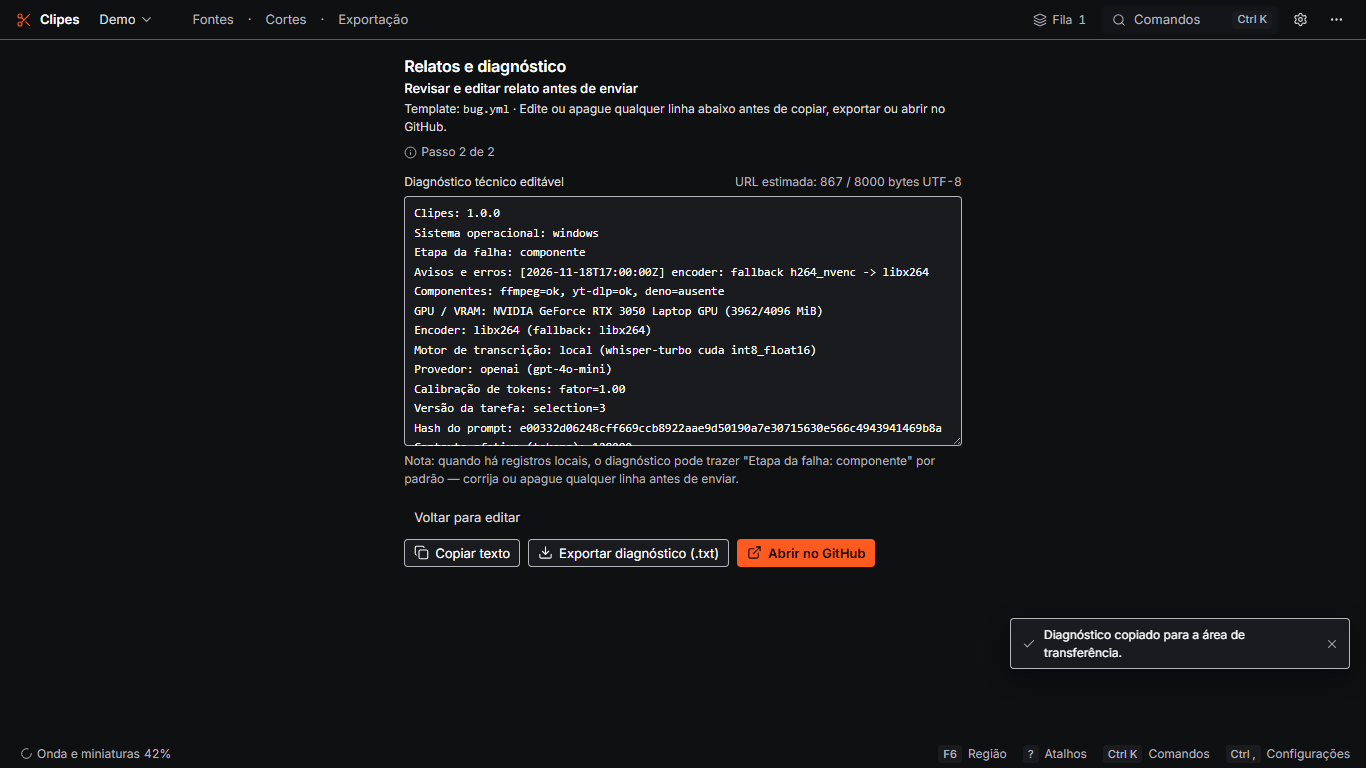 Clipes Demo Fontes · Cortes · Exportação Fila 1 Comandos Ctrl K
Relatos e diagnóstico
Revisar e editar relato antes de enviar
Template: bug.yml · Edite ou apague qualquer linha abaixo antes de copiar, exportar ou abrir no
GitHub.
Passo 2 de 2
Diagnóstico técnico editável URL estimada: 867 / 8000 bytes UTF-8
Clipes: 1.0.0
Sistema operacional: windows
Etapa da falha: componente
Avisos e erros: [2026-11-18T17:00:00Z] encoder: fallback h264_nvenc -> libx264
Componentes: ffmpeg=ok, yt-dlp=ok, deno=ausente
GPU / VRAM: NVIDIA GeForce RTX 3050 Laptop GPU (3962/4096 MiB)
Encoder: libx264 (fallback: libx264)
Motor de transcrição: local (whisper-turbo cuda int8_float16)
Provedor: openai (gpt-4o-mini)
Calibração de tokens: fator=1.00
Versão da tarefa: selection=3
Hash do prompt: e00332d06248cff669ccb8922aae9d50190a7e30715630e566c4943941469b8a
Nota: quando há registros locais, o diagnóstico pode trazer "Etapa da falha: componente" por
padrão — corrija ou apague qualquer linha antes de enviar.
Voltar para editar
Copiar texto Exportar diagnóstico (.txt) Abrir no GitHub
Diagnóstico copiado para a área de
transferência.
Onda e miniaturas 42% F6 Região ? Atalhos Ctrl K Comandos Ctrl , Configurações